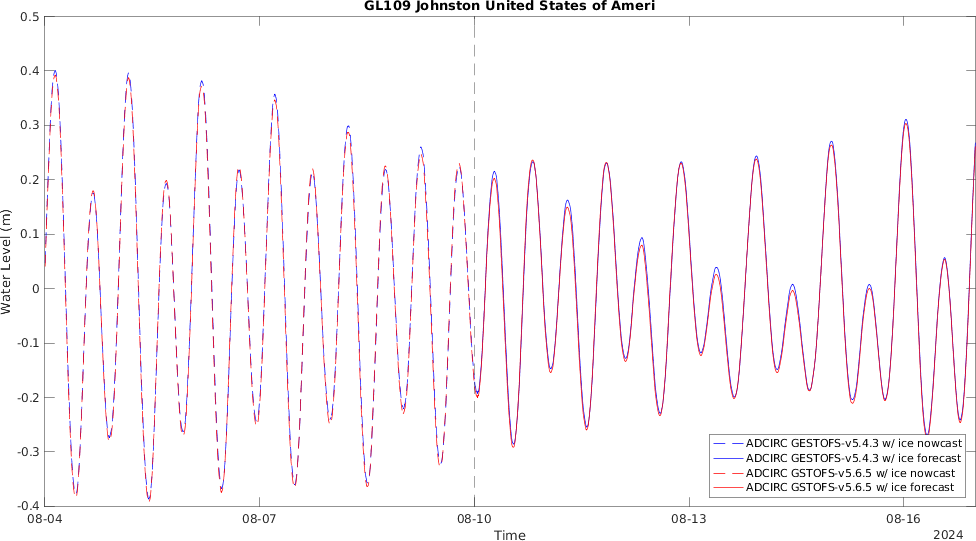 GL109 Johnston United States of Ameri
0.5
0.4
0.3
0.2
0.1
0
-0.1
-0.2
-0.3
-0.4
Water Level (m)
ADCIRC GESTOFS-v5.4.3 w/ ice nowcast
ADCIRC GESTOFS-v5.4.3 w/ ice forecast
ADCIRC GSTOFS-v5.6.5 w/ ice nowcast
ADCIRC GSTOFS-v5.6.5 w/ ice forecast
08-04 08-07 08-10 08-13 08-16
Time
2024